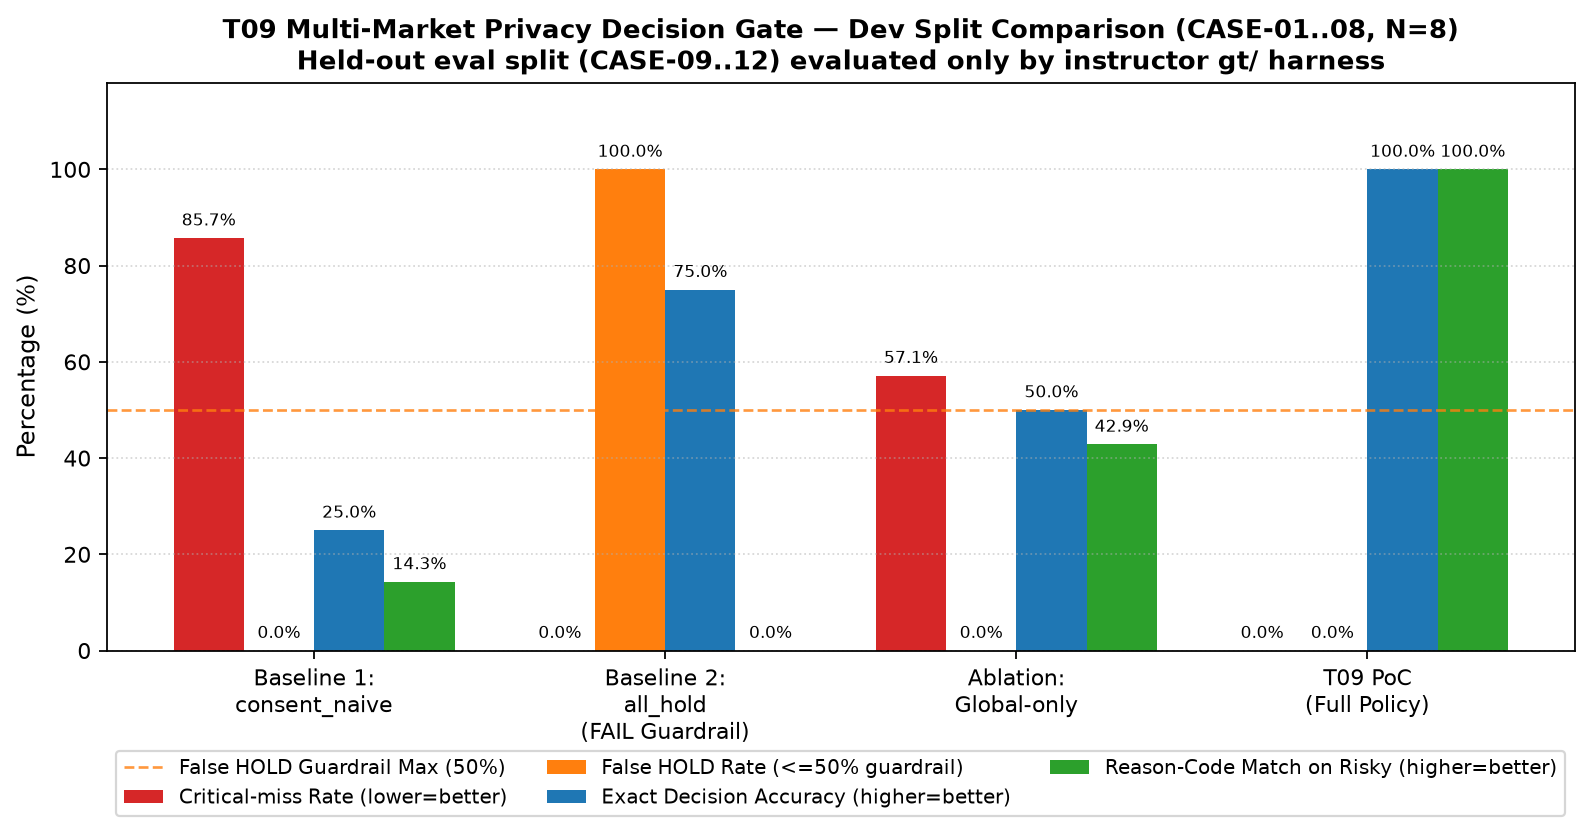 T09 Multi-Market Privacy Decision Gate — Dev Split Comparison (CASE-01..08, N=8)
Held-out eval split (CASE-09..12) evaluated only by instructor gt/ harness
Percentage (%)
100
80
60
40
20
0
85.7%
0.0%
25.0%
14.3%
0.0%
100.0%
75.0%
0.0%
57.1%
0.0%
50.0%
42.9%
0.0%
0.0%
100.0%
100.0%
Baseline 1:
consent_naive
Baseline 2:
all_hold
(FAIL Guardrail)
Ablation:
Global-only
T09 PoC
(Full Policy)
False HOLD Guardrail Max (50%)
Critical-miss Rate (lower=better)
False HOLD Rate (<=50% guardrail)
Exact Decision Accuracy (higher=better)
Reason-Code Match on Risky (higher=better)